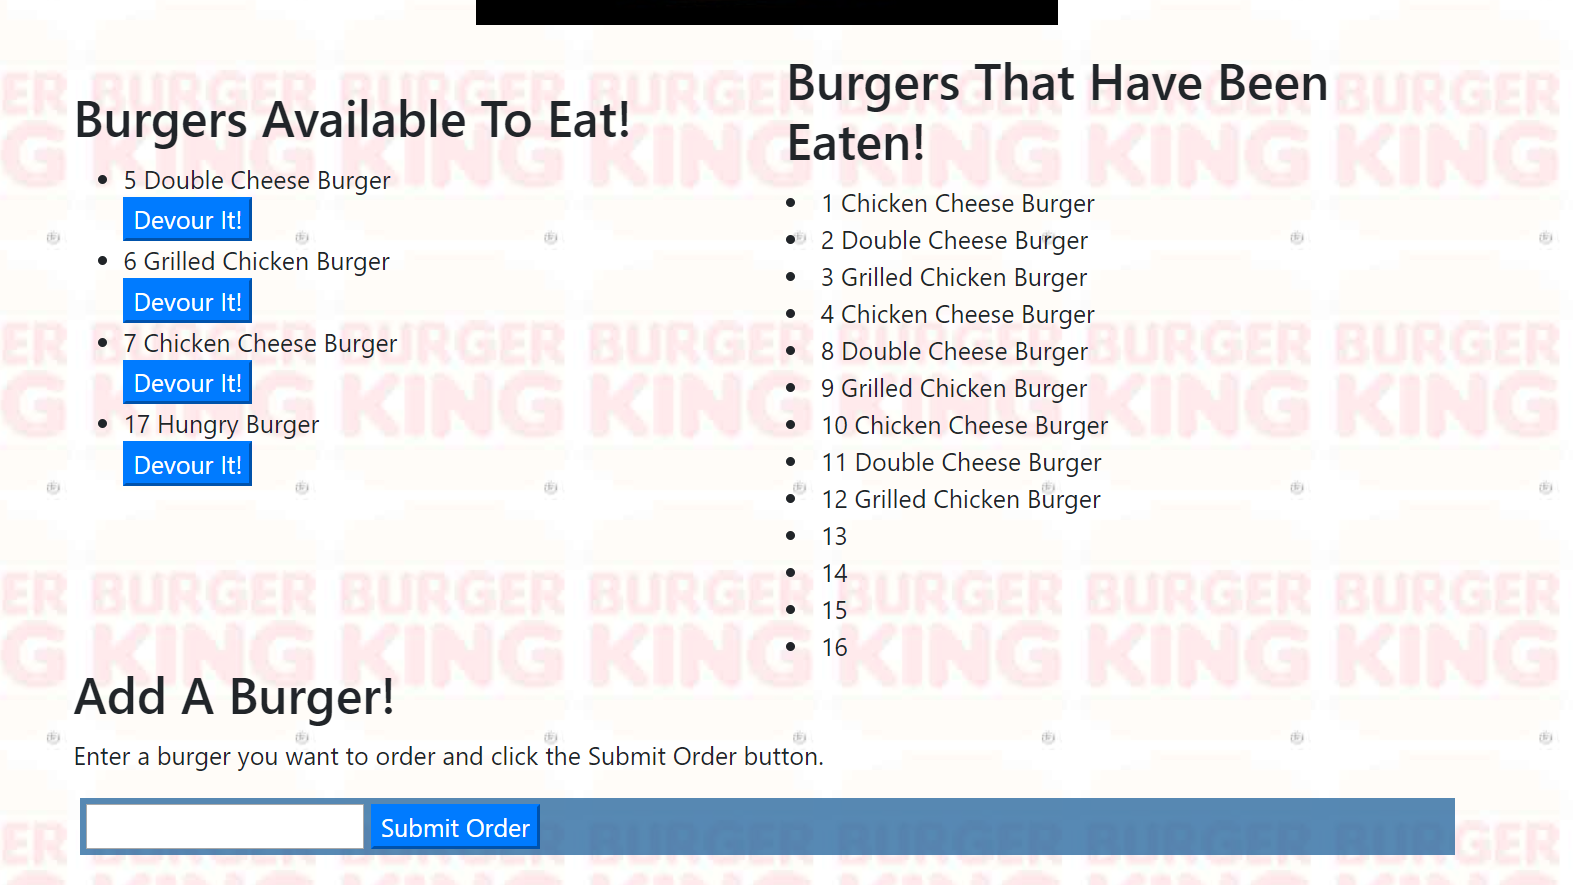 Burgers Available To Eat!
5 Double Cheese Burger
Devour It!
6 Grilled Chicken Burger
Devour It!
7 Chicken Cheese Burger
Devour It!
17 Hungry Burger
Devour It!
Burgers That Have Been
Eaten!
1 Chicken Cheese Burger
2 Double Cheese Burger
3 Grilled Chicken Burger
4 Chicken Cheese Burger
8 Double Cheese Burger
9 Grilled Chicken Burger
10 Chicken Cheese Burger
11 Double Cheese Burger
12 Grilled Chicken Burger
13
14
15
16
Add A Burger!
Enter a burger you want to order and click the Submit Order button.
Submit Order
BURGER
KING